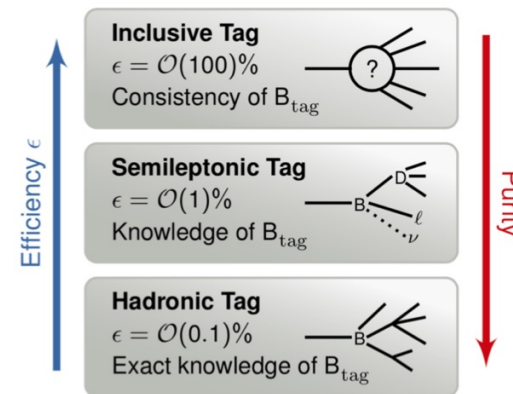 Inclusive Tag
ϵ = O(100)%
Consistency of B_tag
?
Semileptonic Tag
ϵ = O(1)%
Knowledge of B_tag
B
D
ℓ
ν
Hadronic Tag
ϵ = O(0.1)%
Exact knowledge of B_tag
B
Efficiency ϵ
Purity